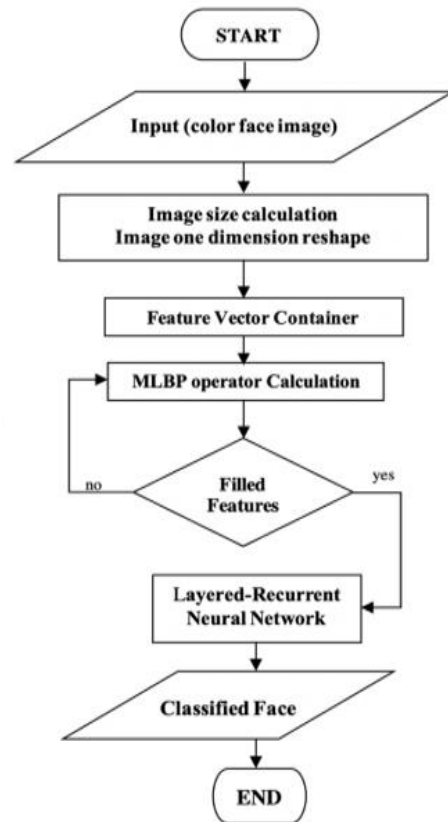 START
Input (color face image)
Image size calculation
Image one dimension reshape
Feature Vector Container
MLBP operator Calculation
Filled
Features
no
yes
Layered-Recurrent
Neural Network
Classified Face
END